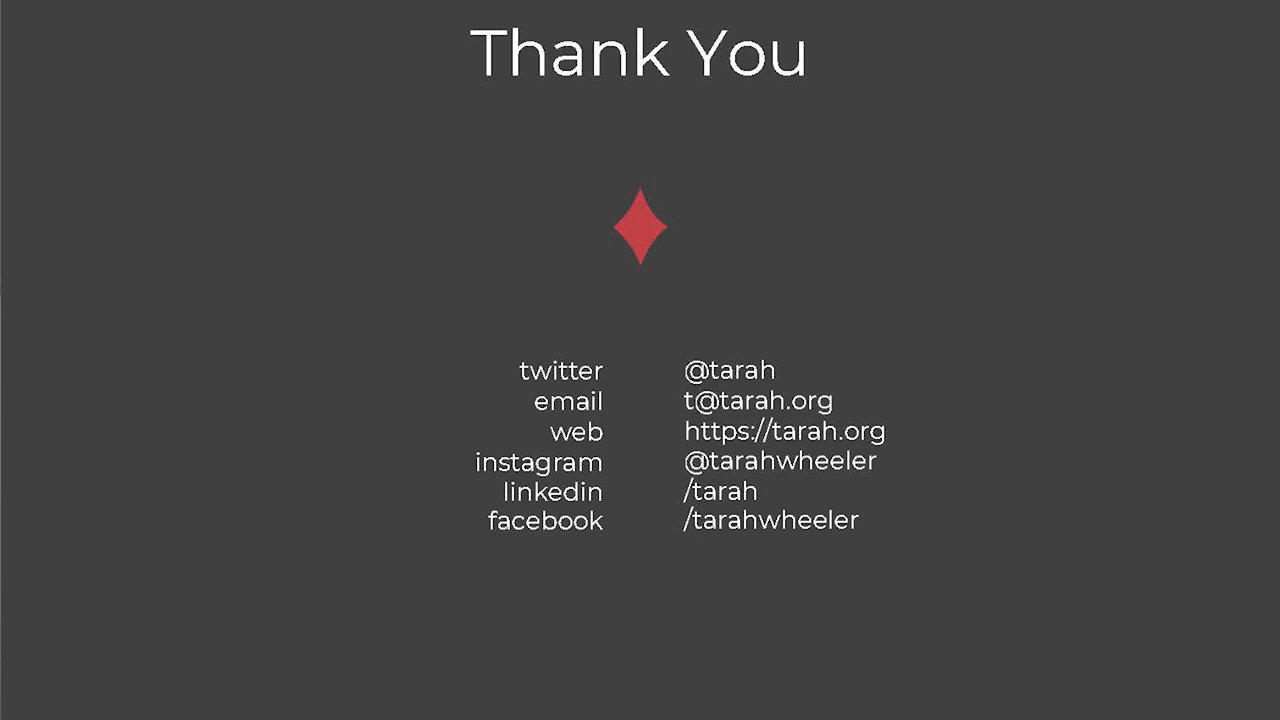 Thank You
twitter @tarah
email t@tarah.org
web https://tarah.org
instagram @tarahwheeler
linkedin /tarah
facebook /tarahwheeler